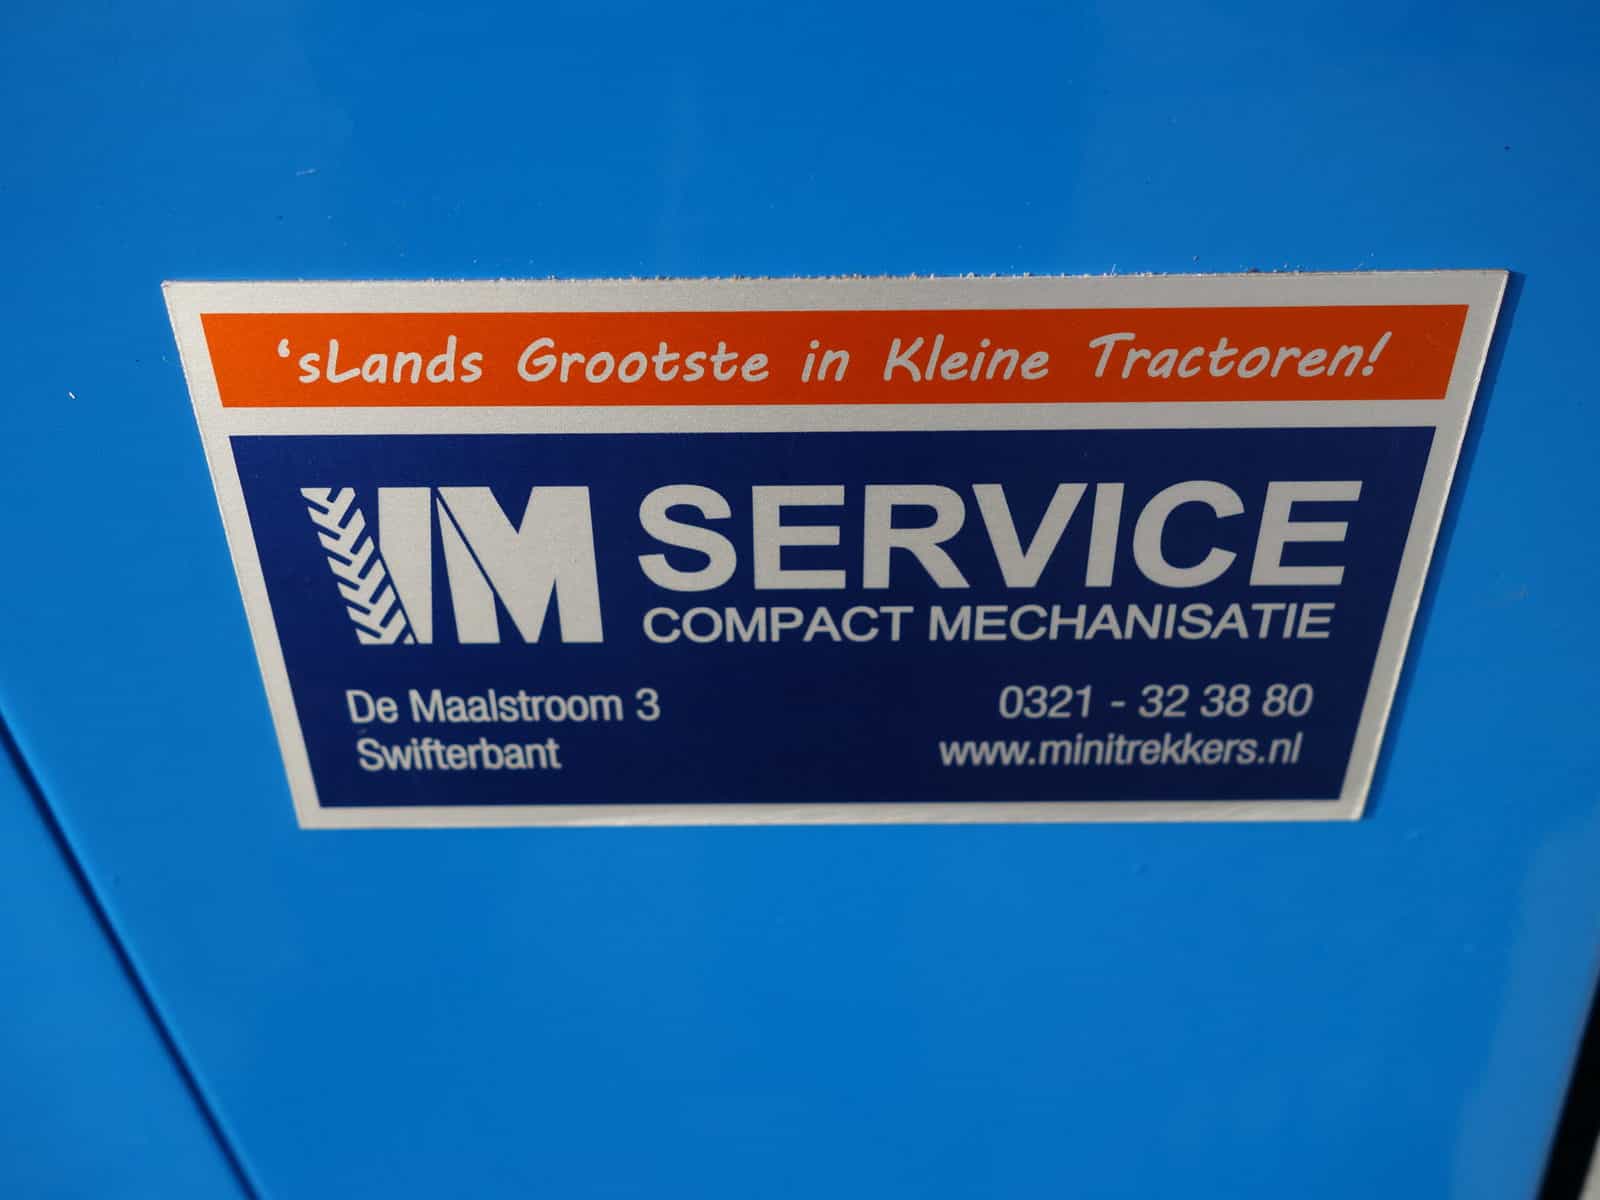 ‘sLands Grootste in Kleine Tractoren!
IM SERVICE
COMPACT MECHANISATIE
De Maalstroom 3
Swifterbant
0321 - 32 38 80
www.minitrekkers.nl